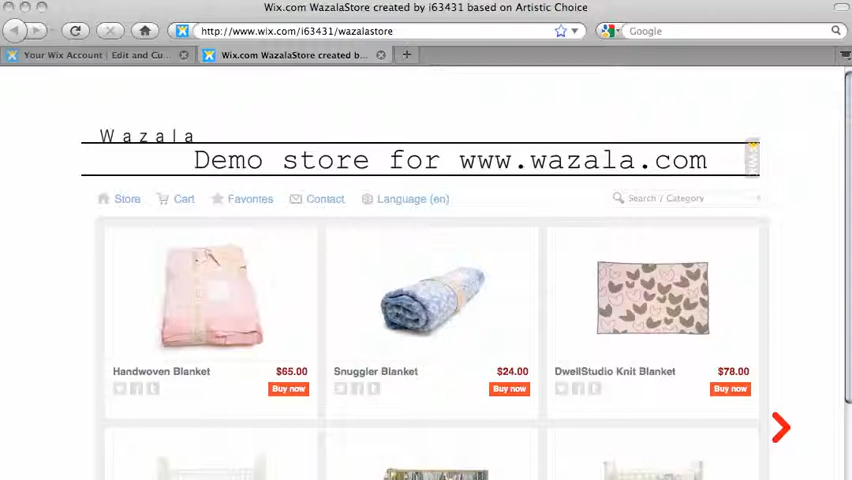 Wix.com WazalaStore created by i63431 based on Artistic Choice
http://www.wix.com/i63431/wazalastore
Google
Your Wix Account | Edit and Cu...
Wix.com WazalaStore created b...
Wazala
Demo store for www.wazala.com
WIX
Store
Cart
Favorites
Contact
Language (en)
Search / Category
Handwoven Blanket
$65.00
Buy now
Snuggler Blanket
$24.00
Buy now
DwellStudio Knit Blanket
$78.00
Buy now